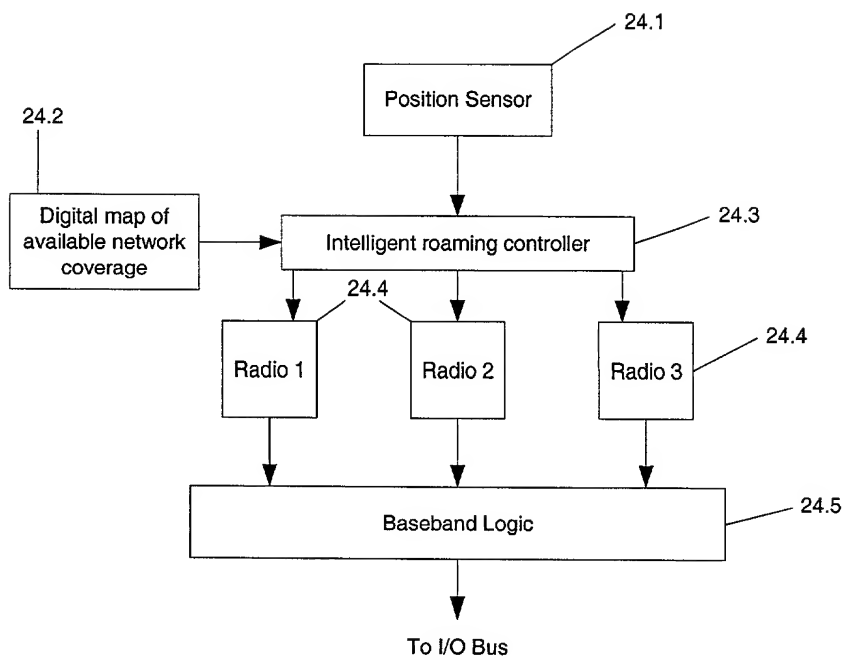 24.1
Position Sensor
24.2
Digital map of
available network
coverage
Intelligent roaming controller
24.3
24.4
Radio 1
Radio 2
Radio 3
24.4
Baseband Logic
24.5
To I/O Bus